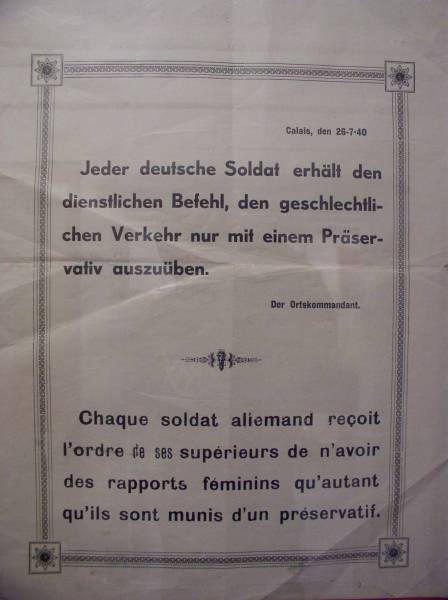 Calais, den 26-7-40
Jeder deutsche Soldat erhält den
dienstlichen Befehl, den geschlechtli-
chen Verkehr nur mit einem Präser-
vativ auszuüben.
Der Ortskommandant.
Chaque soldat allemand reçoit
l'ordre de ses supérieurs de n'avoir
des rapports féminins qu'autant
qu'ils sont munis d'un préservatif.